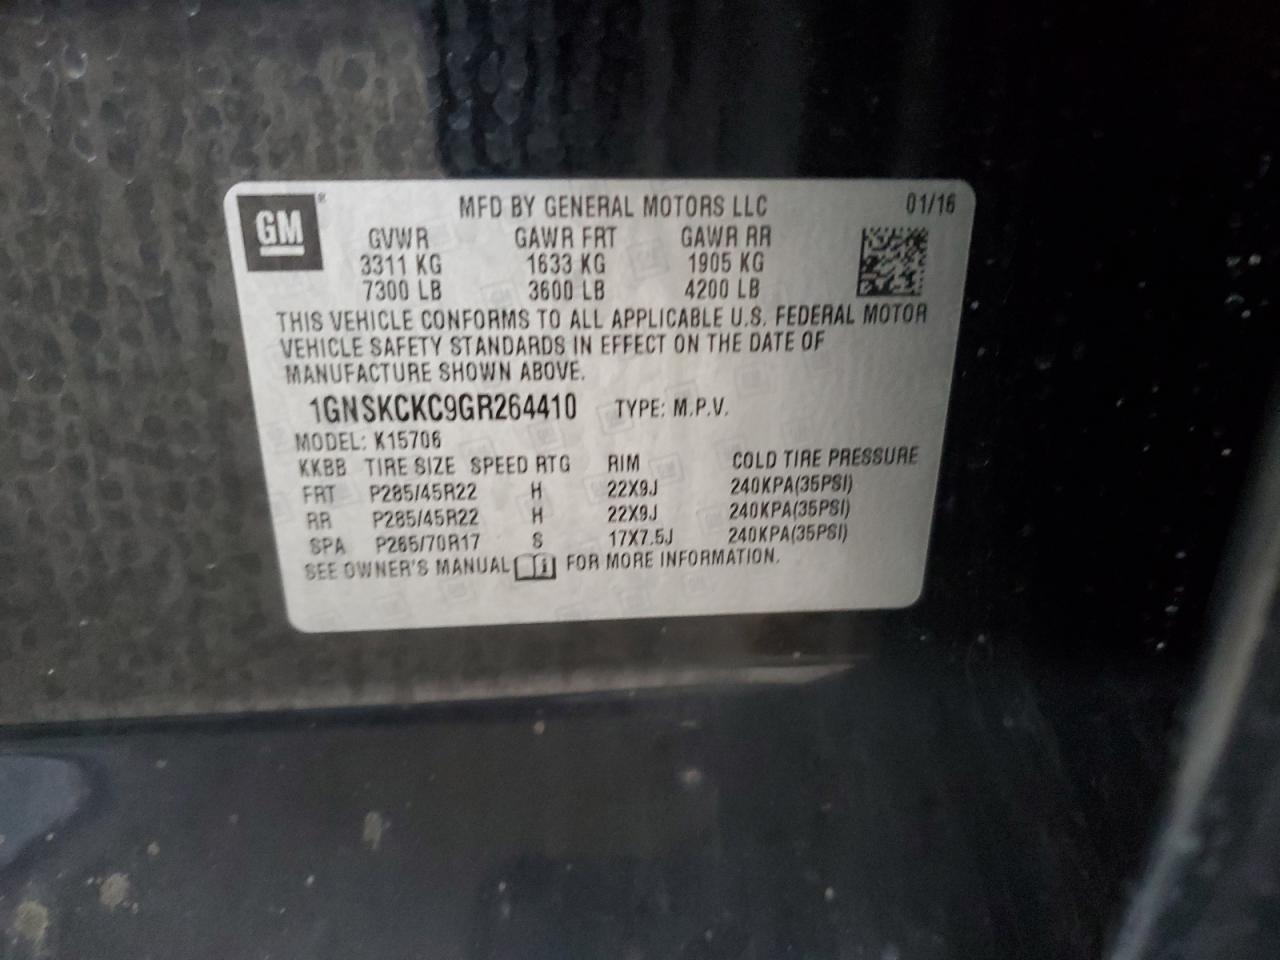 GM®
MFD BY GENERAL MOTORS LLC 01/16
GVWR GAWR FRT GAWR RR
3311 KG 1633 KG 1905 KG
7300 LB 3600 LB 4200 LB
THIS VEHICLE CONFORMS TO ALL APPLICABLE U.S. FEDERAL MOTOR
VEHICLE SAFETY STANDARDS IN EFFECT ON THE DATE OF
MANUFACTURE SHOWN ABOVE.
1GNSKCKC9GR264410 TYPE: M.P.V.
MODEL: K15706
KKBB TIRE SIZE SPEED RTG RIM COLD TIRE PRESSURE
FRT P285/45R22 H 22X9J 240KPA(35PSI)
RR P285/45R22 H 22X9J 240KPA(35PSI)
SPA P265/70R17 S 17X7.5J 240KPA(35PSI)
SEE OWNER'S MANUAL FOR MORE INFORMATION.